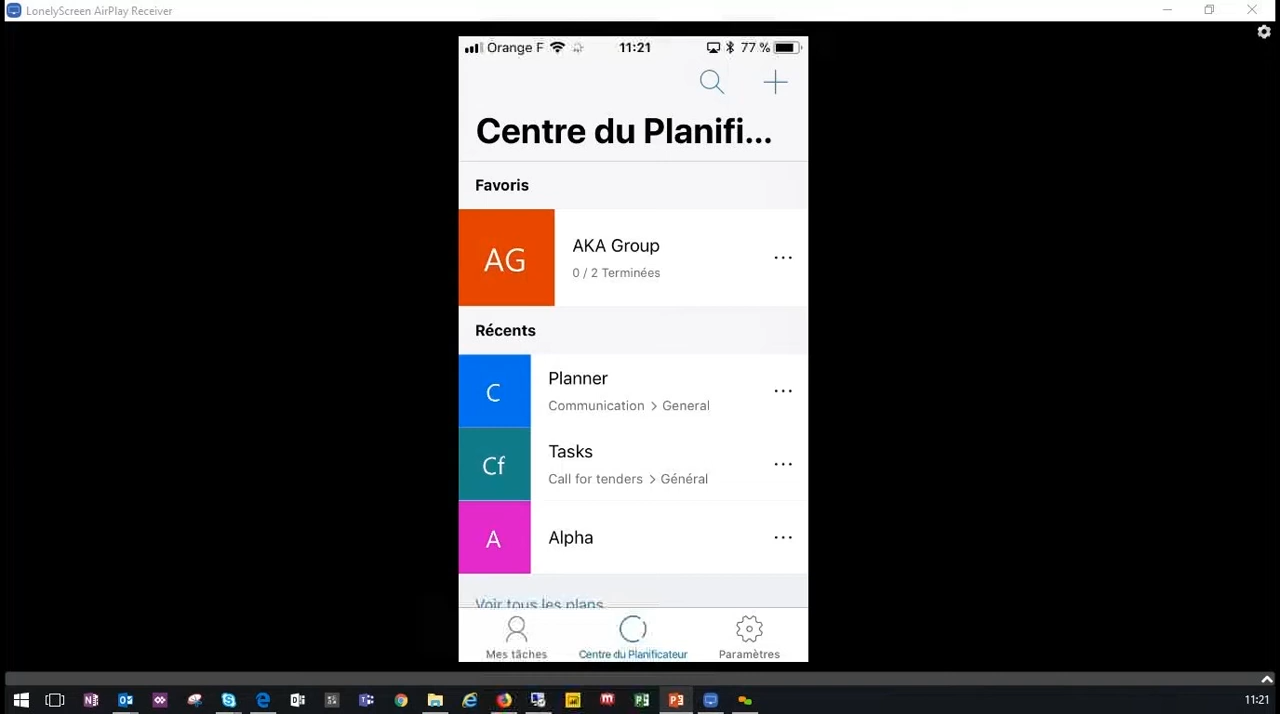 LonelyScreen AirPlay Receiver
Orange F 11:21 77 %
Centre du Planifi...
Favoris
AG
AKA Group
0 / 2 Terminées
Récents
C
Planner
Communication > General
Cf
Tasks
Call for tenders > Général
A
Alpha
Voir tous les plans
Mes tâches Centre du Planificateur Paramètres
11:21